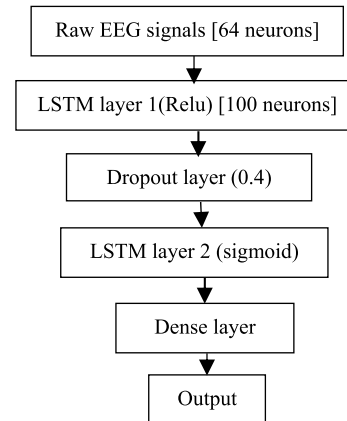 Raw EEG signals [64 neurons]
LSTM layer 1(Relu) [100 neurons]
Dropout layer (0.4)
LSTM layer 2 (sigmoid)
Dense layer
Output